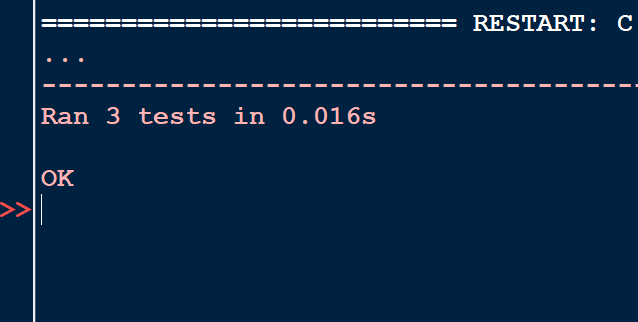 ========================== RESTART: C
...
--------------------------------------
Ran 3 tests in 0.016s
OK
>>